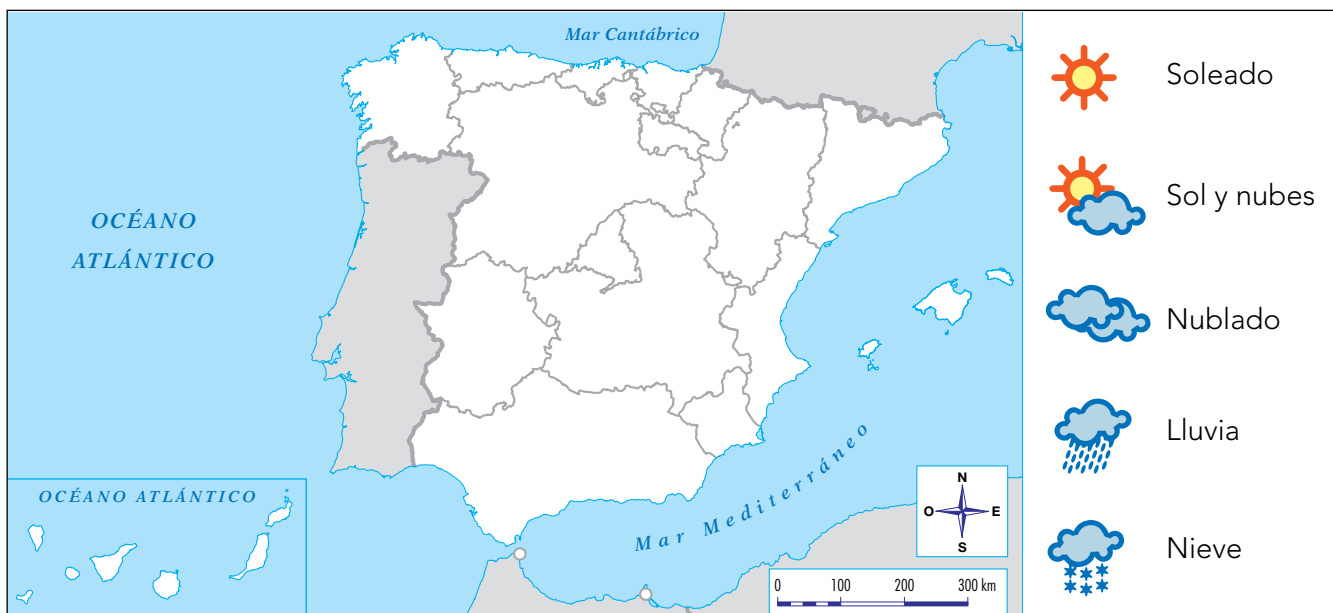 Mar Cantábrico
OCÉANO
ATLÁNTICO
Mar Mediterráneo
OCÉANO ATLÁNTICO
N
O
E
S
0 100 200 300 km
Soleado
Sol y nubes
Nublado
Lluvia
Nieve